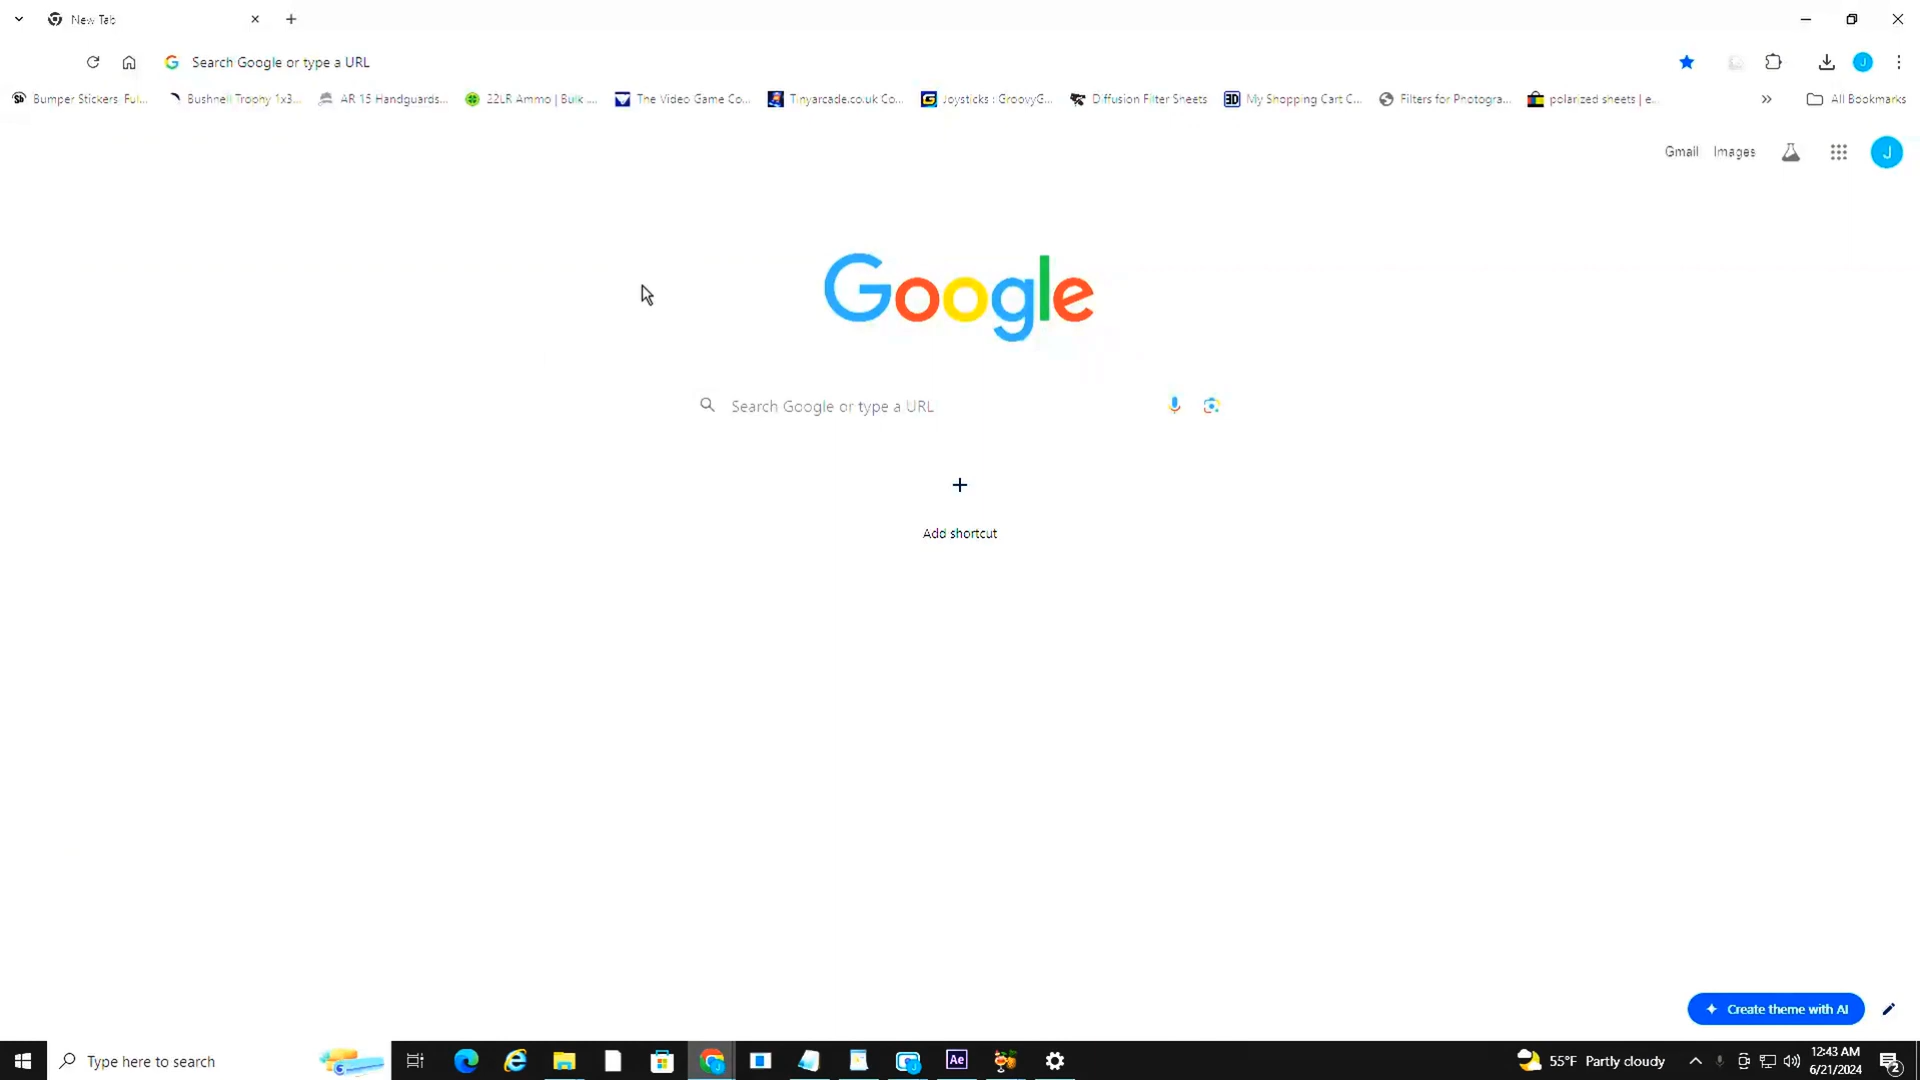 New Tab
Search Google or type a URL
Bumper Stickers: Ful...
Bushnell Trophy 1x3...
AR 15 Handguards...
22LR Ammo | Bulk ...
The Video Game Co...
Tinyarcade.co.uk Co...
Joysticks : GroovyG...
Diffusion Filter Sheets
My Shopping Cart C...
Filters for Photogra...
polarized sheets | e...
All Bookmarks
Gmail
Images
J
Google
Search Google or type a URL
Add shortcut
Create theme with AI
Type here to search
Ae
55°F Partly cloudy
12:43 AM
6/21/2024
2